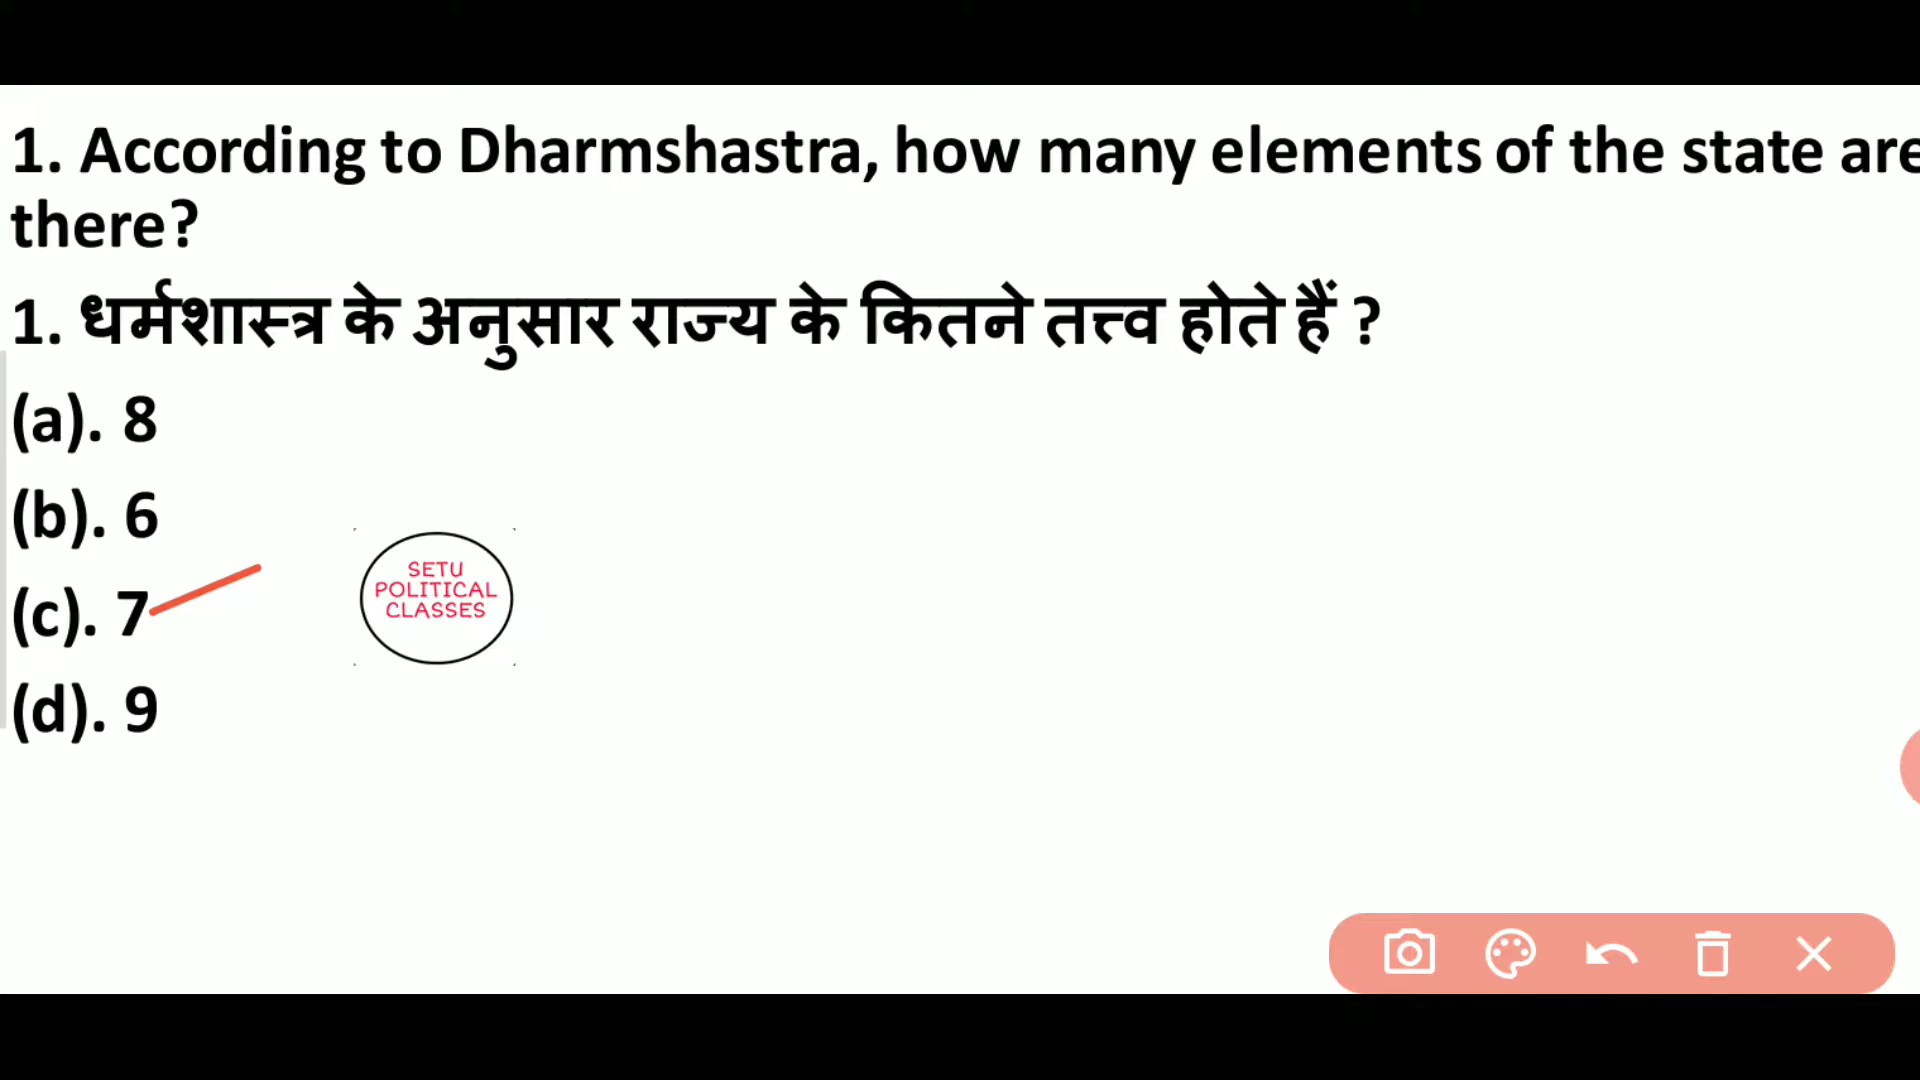 1. According to Dharmshastra, how many elements of the state are
there?
1. धर्मशास्त्र के अनुसार राज्य के कितने तत्त्व होते हैं ?
(a). 8
(b). 6
(c). 7
(d). 9
SETU
POLITICAL
CLASSES